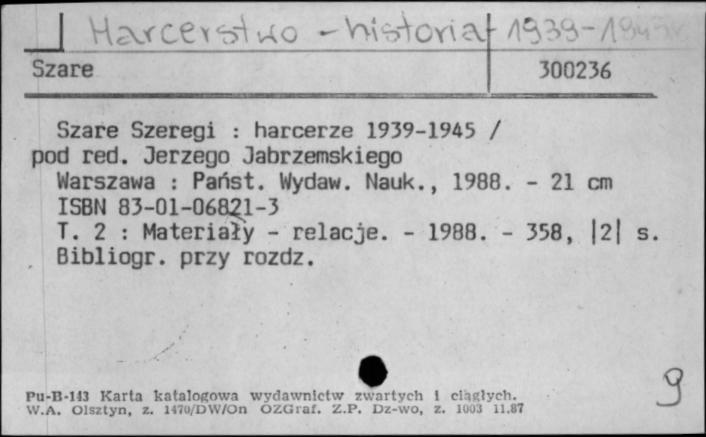 Harcerstwo - historia 1939-1945
Szare 300236
Szare Szeregi : harcerze 1939-1945 /
pod red. Jerzego Jabrzemskiego
Warszawa : Państ. Wydaw. Nauk., 1988. - 21 cm
ISBN 83-01-06821-3
T. 2 : Materiały - relacje. - 1988. - 358, |2| s.
Bibliogr. przy rozdz.
9
Pu-B-143 Karta katalogowa wydawnictw zwartych i ciągłych.
W.A. Olsztyn, z. 1470/DW/On OZGraf. Z.P. Dz-wo, z. 1003 11.87